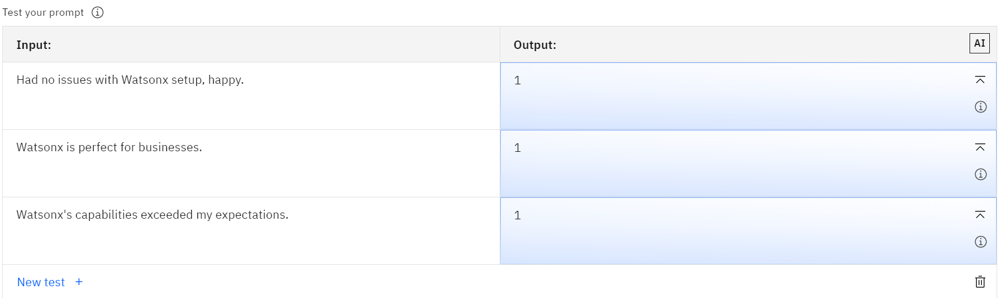 Test your prompt
Input:
Output:
AI
Had no issues with Watsonx setup, happy.
1
Watsonx is perfect for businesses.
1
Watsonx's capabilities exceeded my expectations.
1
New test +